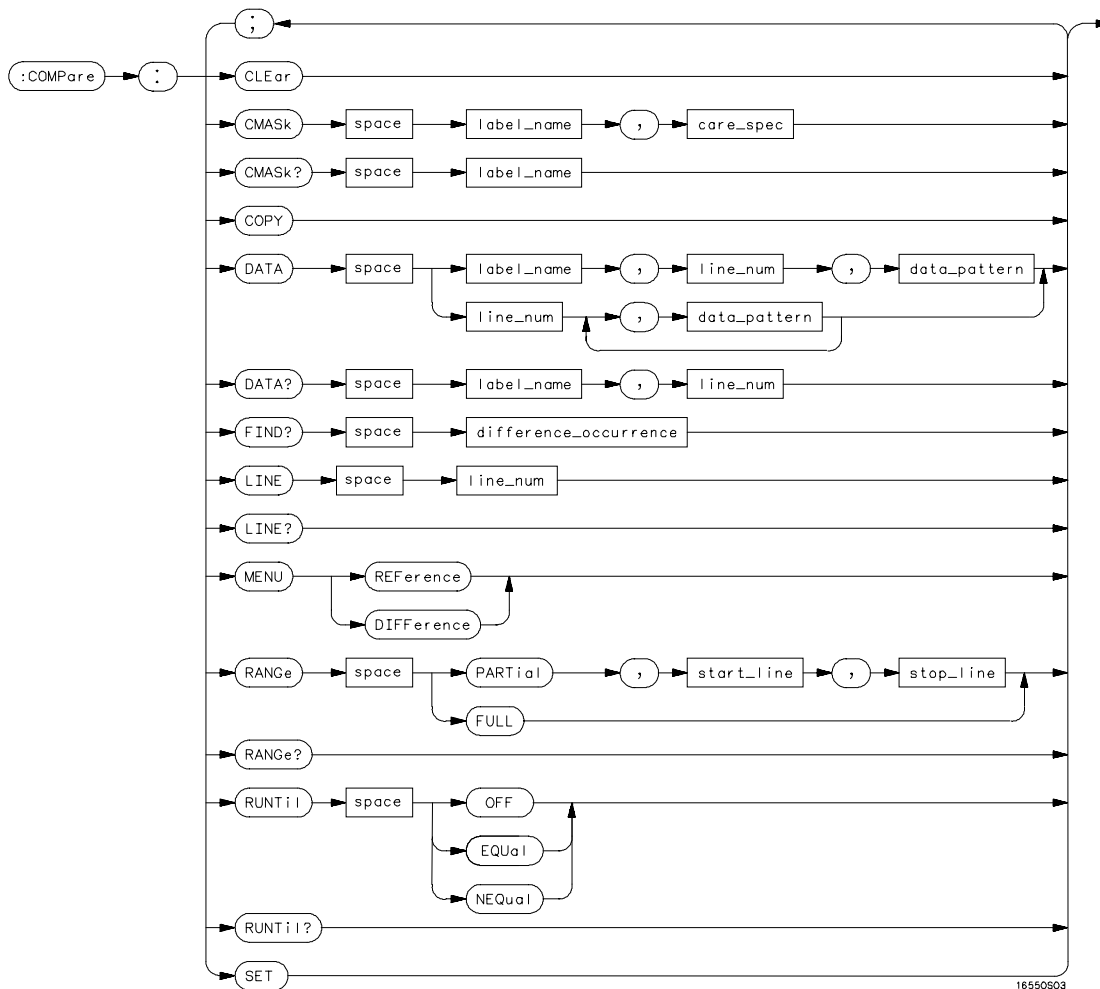 ;
:COMPare : CLEar
CMASk space label_name , care_spec
CMASk? space label_name
COPY
DATA space label_name , line_num , data_pattern
line_num , data_pattern
DATA? space label_name , line_num
FIND? space difference_occurrence
LINE space line_num
LINE?
MENU REFerence
DIFFerence
RANGe space PARTial , start_line , stop_line
FULL
RANGe?
RUNTil space OFF
EQUal
NEQual
RUNTil?
SET
16550S03